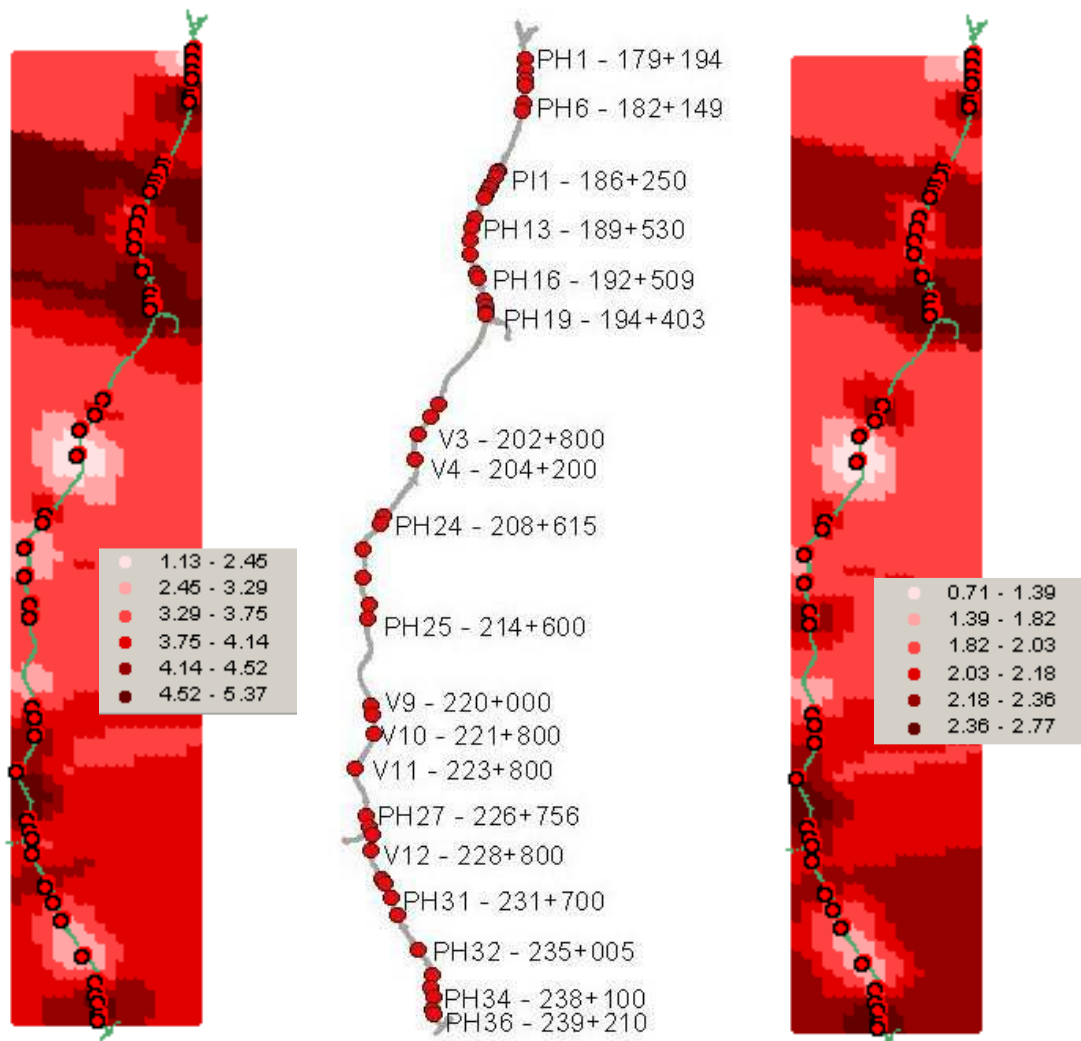 PH1 - 179+194
PH6 - 182+149
PI1 - 186+250
PH13 - 189+530
PH16 - 192+509
PH19 - 194+403
V3 - 202+800
V4 - 204+200
PH24 - 208+615
PH25 - 214+600
V9 - 220+000
V10 - 221+800
V11 - 223+800
PH27 - 226+756
V12 - 228+800
PH31 - 231+700
PH32 - 235+005
PH34 - 238+100
PH36 - 239+210
1.13 - 2.45
2.45 - 3.29
3.29 - 3.75
3.75 - 4.14
4.14 - 4.52
4.52 - 5.37
0.71 - 1.39
1.39 - 1.82
1.82 - 2.03
2.03 - 2.18
2.18 - 2.36
2.36 - 2.77